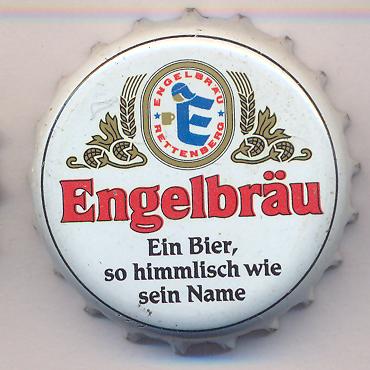 ENGELBRÄU
E
RETTENBERG
Engelbräu
Ein Bier,
so himmlisch wie
sein Name